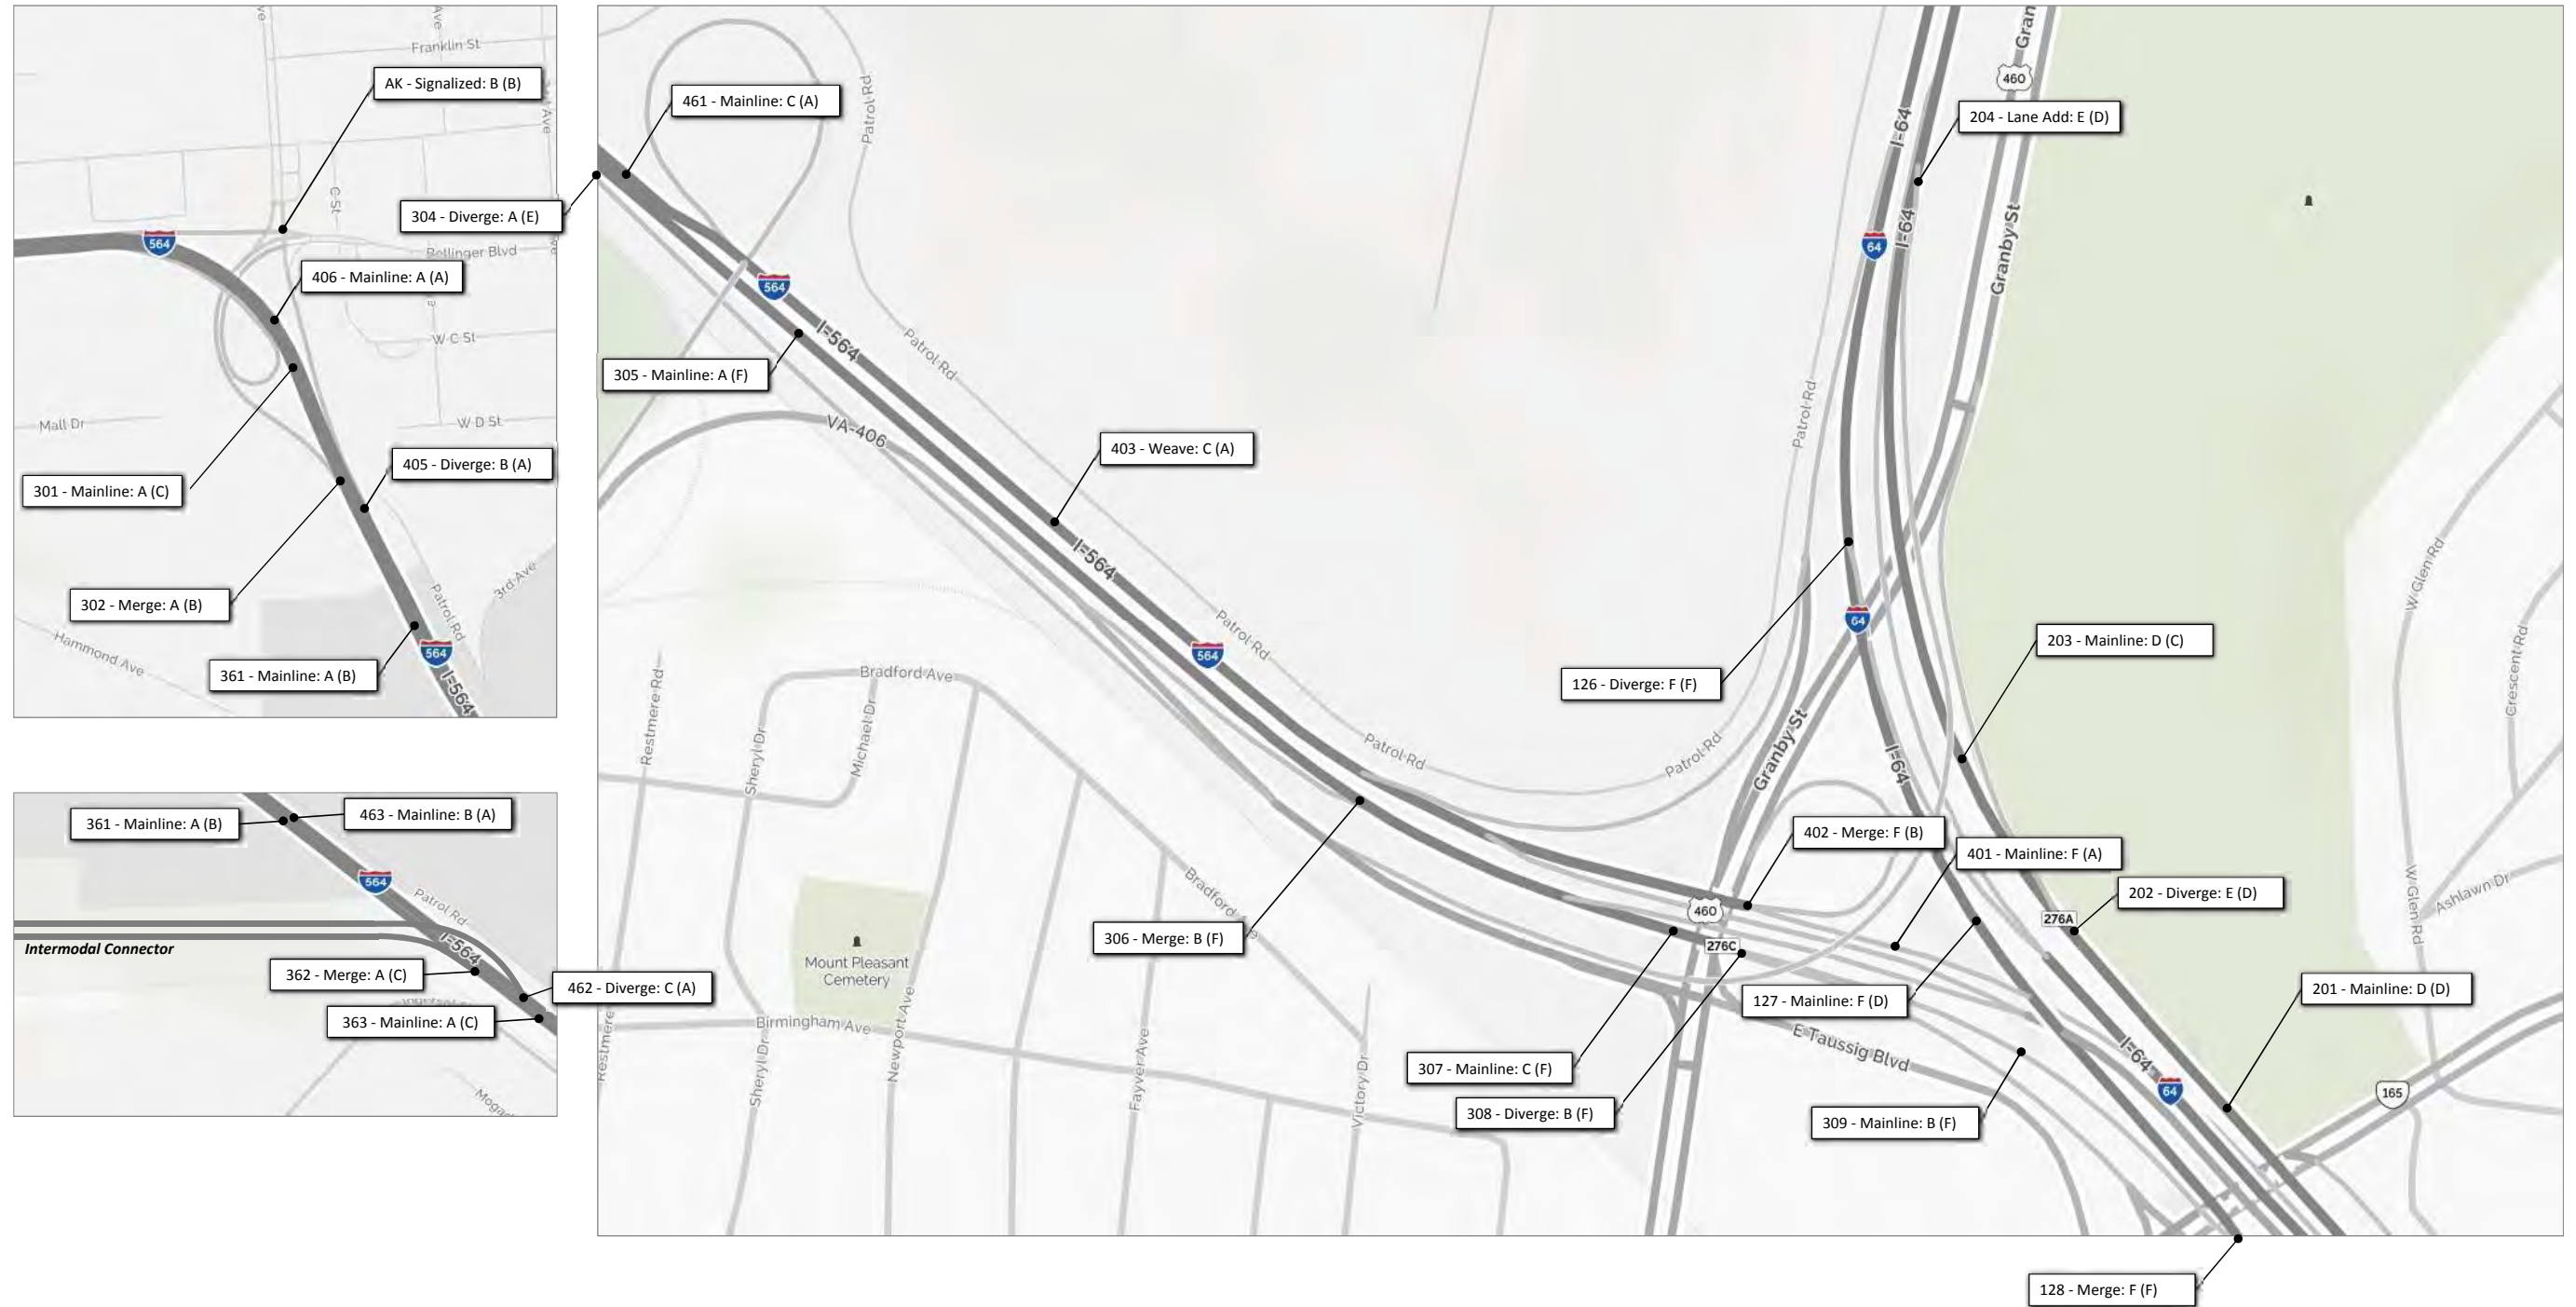 Franklin St
AK - Signalized: B (B)
C St
564
Bellinger Blvd
406 - Mainline: A (A)
W C St
Mall Dr
W D St
405 - Diverge: B (A)
301 - Mainline: A (C)
3rd Ave
302 - Merge: A (B)
Patrol Rd
Hammond Ave
361 - Mainline: A (B)
564
I-564
361 - Mainline: A (B)
463 - Mainline: B (A)
564
Patrol Rd
I-564
Intermodal Connector
362 - Merge: A (C)
462 - Diverge: C (A)
363 - Mainline: A (C)
461 - Mainline: C (A)
Patrol Rd
304 - Diverge: A (E)
460
204 - Lane Add: E (D)
I-64
I-64
64
Granby St
564
I-564
Patrol Rd
305 - Mainline: A (F)
VA-406
Patrol Rd
403 - Weave: C (A)
I-564
Patrol Rd
564
64
W Glen Rd
Crescent Rd
203 - Mainline: D (C)
126 - Diverge: F (F)
Bradford Ave
Restmere Rd
Sheryl Dr
Michael Dr
Patrol Rd
Patrol Rd
Granby St
I-64
402 - Merge: F (B)
401 - Mainline: F (A)
202 - Diverge: E (D)
W Glen Rd
Ashlawn Dr
276A
460
276C
306 - Merge: B (F)
Mount Pleasant
Cemetery
127 - Mainline: F (D)
201 - Mainline: D (D)
Birmingham Ave
Newport Ave
Restmere
Sheryl Dr
Fayver Ave
Victory Dr
E Taussig Blvd
I-64
64
165
307 - Mainline: C (F)
308 - Diverge: B (F)
309 - Mainline: B (F)
128 - Merge: F (F)